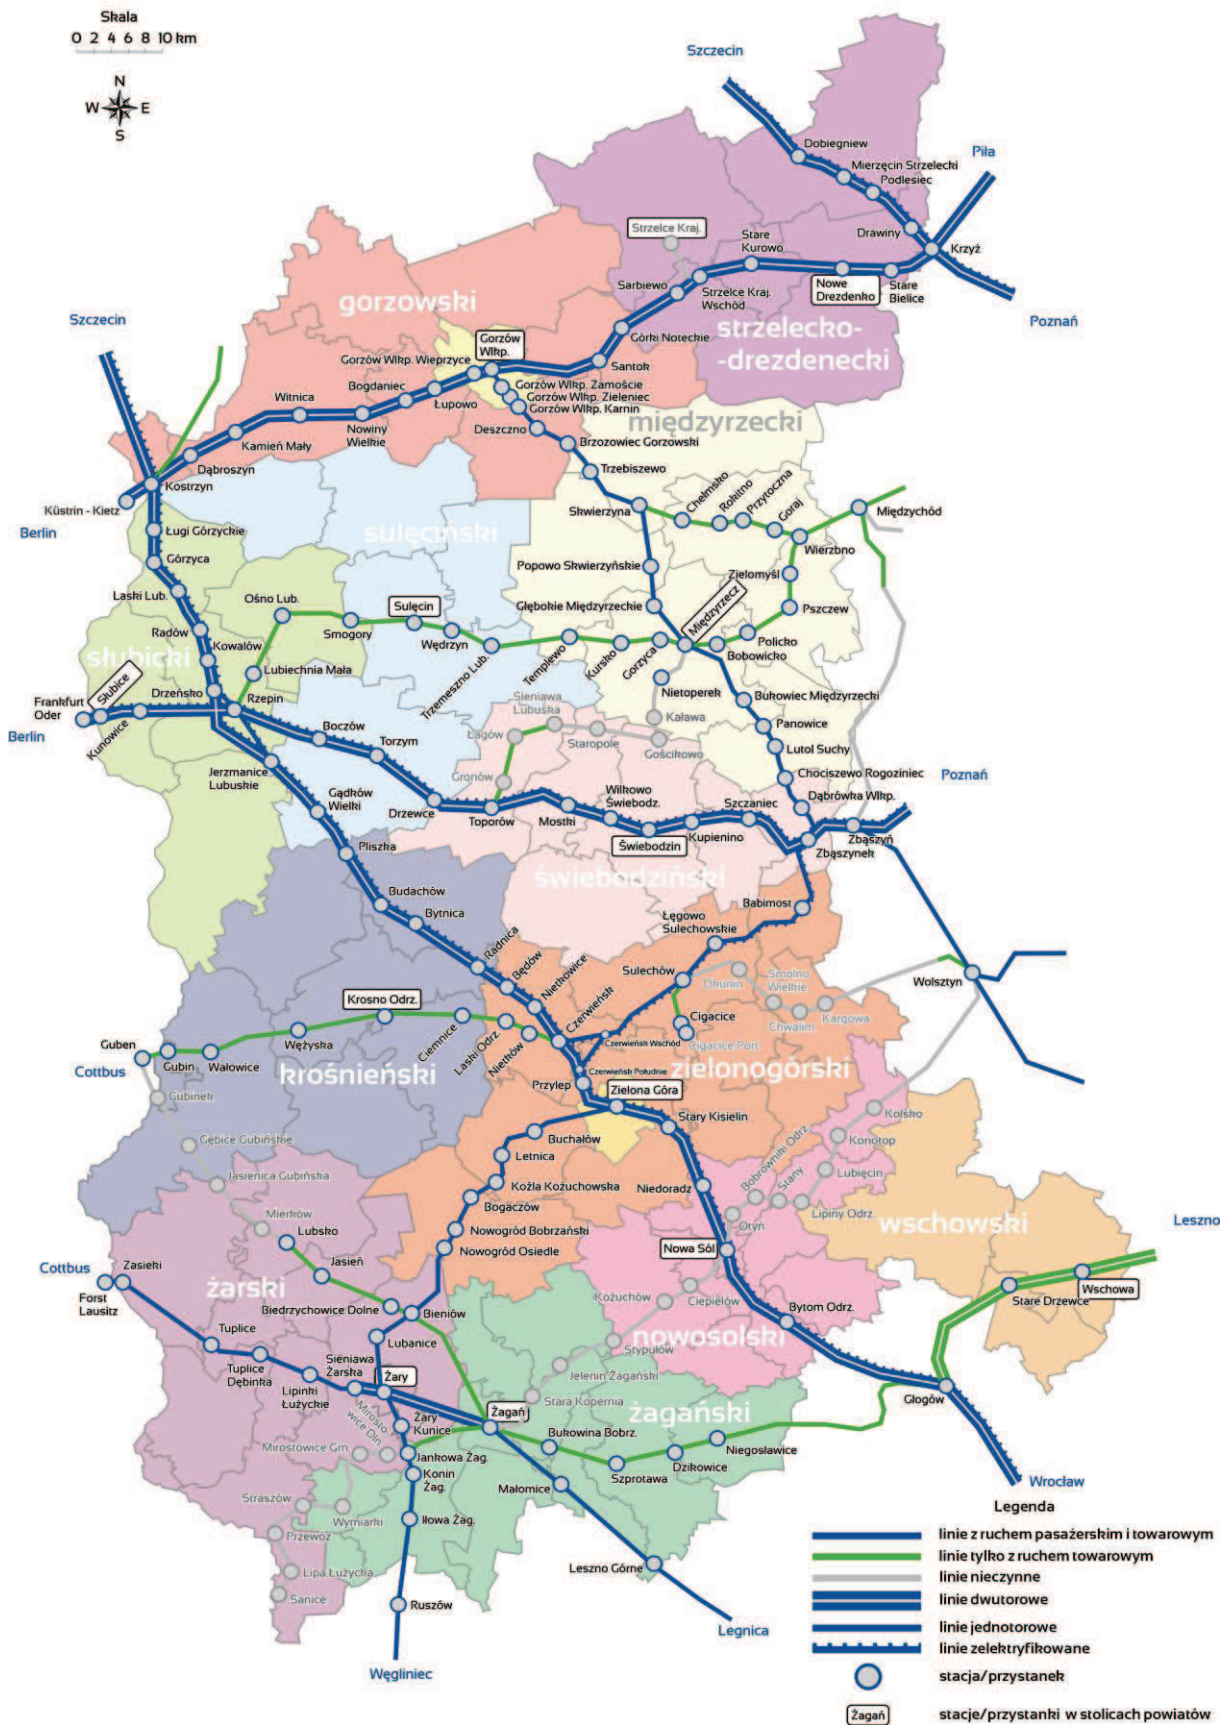 Skala
0 2 4 6 8 10 km
N
W E
S
Szczecin
Dobiegniew
Mierzęcin Strzelecki
Podlesiec
Piła
Drawiny
Krzyż
Strzelce Kraj.
Stare
Kurowo
Sarbiewo
Strzelce Kraj.
Wschód
Nowe
Drezdenko
Stare
Bielice
Poznań
gorzowski
strzelecko-
-drezdenecki
Szczecin
Górki Noteckie
Gorzów
Wlkp.
Gorzów Wlkp. Wieprzyce
Santok
Bogdaniec
Gorzów Wlkp. Zamoście
Gorzów Wlkp. Zieleniec
Gorzów Wlkp. Karnin
Witnica
Łupowo
Nowiny
Wielkie
Kamień Mały
Deszczno
międzyrzecki
Brzozowiec Gorzowski
Dąbroszyn
Trzebiszewo
Kostrzyn
Küstrin - Kietz
Berlin
Skwierzyna
Chełmsko
Rokitno
Przytoczna
Goraj
Międzychód
Wierzbno
sulęciński
Ługi Górzyckie
Górzyca
Popowo Skwierzyńskie
Zielomyśl
Laski Lub.
Ośno Lub.
Sulęcin
Głębokie Międzyrzeckie
Międzyrzecz
Pszczew
Radów
Smogory
Wędrzyn
Policko
Kowalów
słubicki
Lubiechnia Mała
Trzemeszno Lub.
Templewo
Kursko
Gorzyca
Bobowicko
Drzeńsko
Frankfurt
Oder
Słubice
Rzepin
Nietoperek
Bukowiec Międzyrzecki
Sieniawa
Lubuska
Kaława
Panowice
Berlin
Kunowice
Boczów
Torzym
Łagów
Staropole
Gościkowo
Lutol Suchy
Jerzmanice
Lubuskie
Gronów
Chociszewo Rogoziniec
Poznań
Gądków
Wielki
Drzewce
Toporów
Mostki
Wilkowo
Świebodz.
Szczaniec
Dąbrówka Wlkp.
Świebodzin
Kupienino
Zbąszynek
Zbąszyń
Pliszka
świebodziński
Budachów
Bytnica
Babimost
Łęgowo
Sulechowskie
Radnica
Będów
Nietkowice
Sulechów
Okunin
Smolno
Wielkie
Wolsztyn
Krosno Odrz.
Czerwieńsk
Chwalim
Kargowa
Cigacice
Cigacice Port
Guben
Gubin
Wałowice
Wężyska
Ciemnice
Laski Odrz.
Nietków
Czerwieńsk Wschód
Cottbus
krośnieński
Czerwieńsk Południe
zielonogórski
Gubinek
Przylep
Zielona Góra
Kolsko
Stary Kisielin
Gębice Gubińskie
Buchałów
Konotop
Letnica
Bobrowniki Odrz.
Stany
Lubięcin
Jasienica Gubińska
Koźla Kożuchowska
Niedoradz
Bogaczów
Lipiny Odrz.
Mierków
Otyń
wschowski
Leszno
Lubsko
Nowogród Bobrzański
Nowogród Osiedle
Nowa Sól
Cottbus
Zasieki
Jasień
Forst
Lausitz
żarski
Kożuchów
Ciepielów
Stare Drzewce
Wschowa
Biedrzychowice Dolne
Bieniów
Bytom Odrz.
nowosolski
Tuplice
Lubanice
Stypułów
Tuplice
Dębinka
Sieniawa
Żarska
Żary
Jelenin Żagański
Lipinki
Łużyckie
Stara Kopernia
Głogów
Mirosto-
wice Dln.
Żary
Kunice
Żagań
żagański
Bukowina Bobrz.
Mirostowice Grn.
Jankowa Żag.
Niegosławice
Konin
Żag.
Szprotawa
Dzikowice
Małomice
Wrocław
Straszów
Wymiarki
Iłowa Żag.
Przewóz
Lipa Łużycka
Leszno Górne
Sanice
Ruszów
Legnica
Węgliniec
Legenda
linie z ruchem pasażerskim i towarowym
linie tylko z ruchem towarowym
linie nieczynne
linie dwutorowe
linie jednotorowe
linie zelektryfikowane
stacja/przystanek
Żagań stacje/przystanki w stolicach powiatów